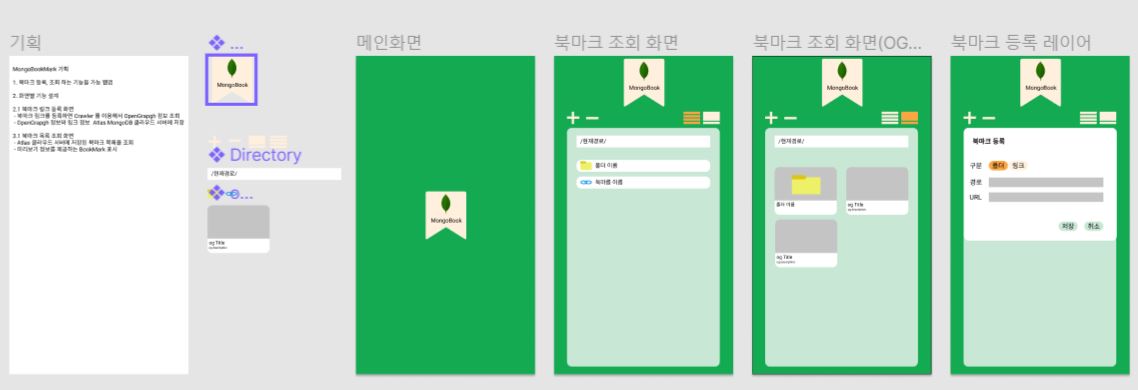 기획
MongoBookMark 기획
1. 북마크 등록, 조회 하는 기능을 가능 웹앱
2. 화면별 기능 설계
2.1 북마크 링크 등록 화면
- 북마크 링크를 등록하면 Crawler 를 이용해서 OpenGrapgh 정보 조회
- OpenGrapgh 정보와 링크 정보 Atlas MongoDB 클라우드 서버에 저장
3.1 북마크 목록 조회 화면
- Atlas 클라우드 서버에 저장된 북마크 목록을 조회
- 미리보기 정보를 제공하는 BookMark 표시
...
MongoBook
Directory
/현재경로/
o...
og Title
og description
메인화면
MongoBook
북마크 조회 화면
MongoBook
/현재경로/
폴더 이름
북마를 이름
북마크 조회 화면(OG...
MongoBook
/현재경로/
폴더 이름
og Title
og description
og Title
og description
북마크 등록 레이어
MongoBook
북마크 등록
구분 폴더 링크
경로
URL
저장 취소